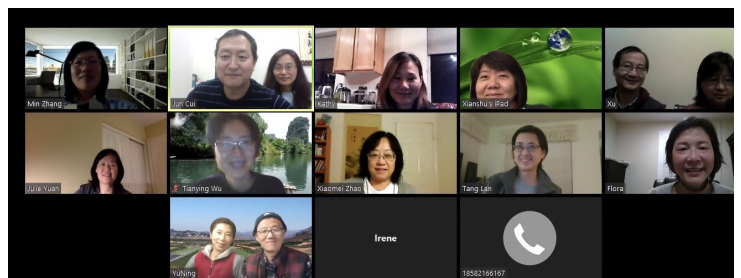 Min Zhang
Jun Cui
Kathy
Xianshu's iPad
Xu
Julie Yuan
Tianying Wu
Xiaomei Zhao
Tang Lan
Flora
YuNing
Irene
18582166167